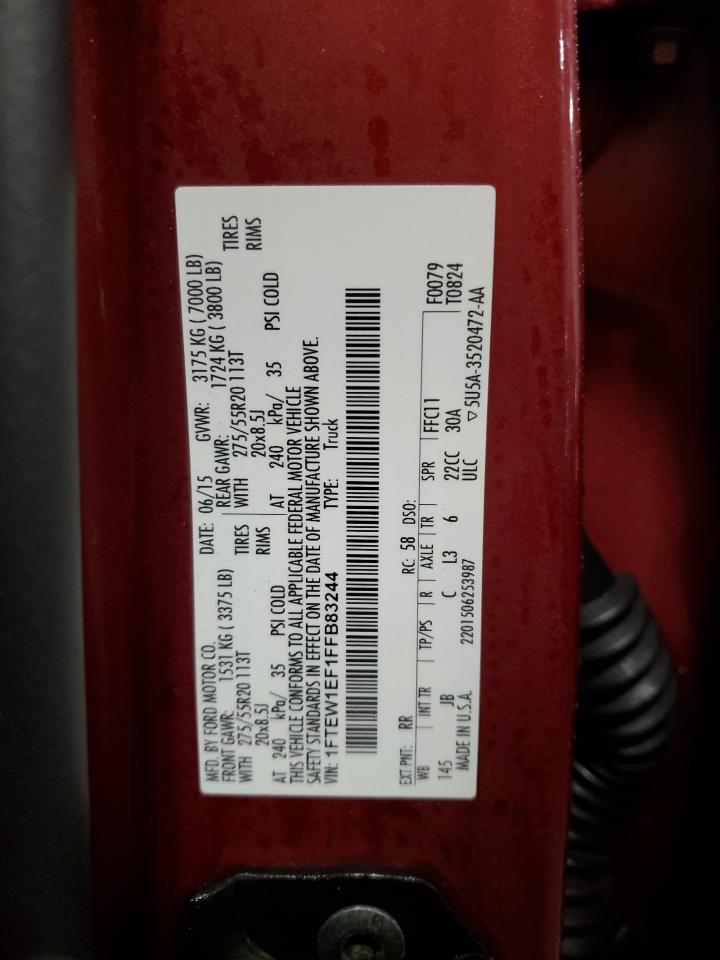 MFD. BY FORD MOTOR CO.
DATE: 06/15 GVWR: 3175 KG ( 7000 LB)
FRONT GAWR: 1531 KG ( 3375 LB) REAR GAWR: 1724 KG ( 3800 LB)
WITH 275/55R20 113T TIRES WITH 275/55R20 113T TIRES
20x8.5J RIMS 20x8.5J RIMS
AT 240 kPa/ 35 PSI COLD AT 240 kPa/ 35 PSI COLD
THIS VEHICLE CONFORMS TO ALL APPLICABLE FEDERAL MOTOR VEHICLE
SAFETY STANDARDS IN EFFECT ON THE DATE OF MANUFACTURE SHOWN ABOVE.
VIN: 1FTEW1EF1FFB83244 TYPE: Truck
EXT PNT: RR RC: 58 DSO: F0079
WB INT TR TP/PS R AXLE TR SPR FFC11 T0824
145 JB C L3 6 22CC 30A
MADE IN U.S.A. 2201506253987 ULC ▽ 5U5A-3520472-AA